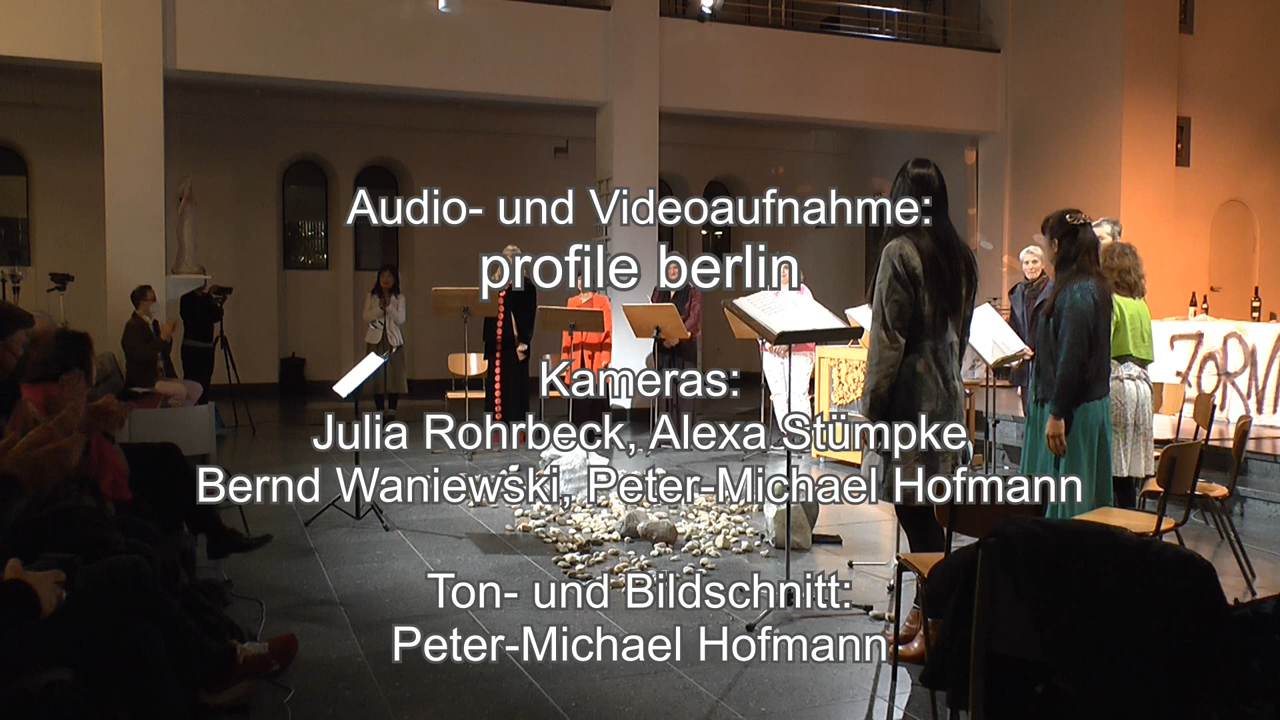 Audio- und Videoaufnahme:
profile berlin
Kameras:
Julia Rohrbeck, Alexa Stümpke,
Bernd Waniewski, Peter-Michael Hofmann
Ton- und Bildschnitt:
Peter-Michael Hofmann
ZORN